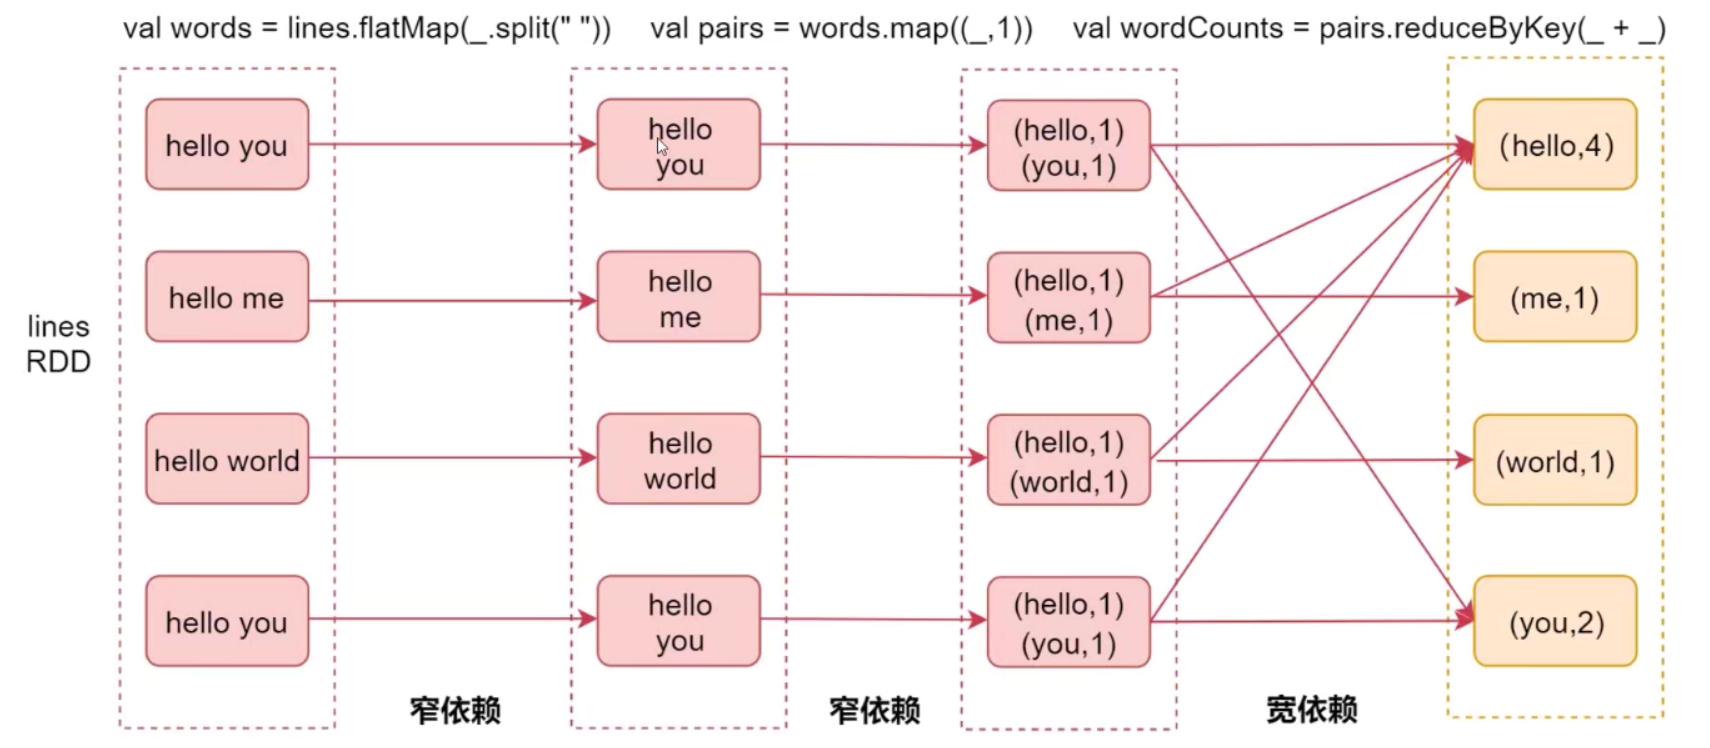 val words = lines.flatMap(_.split(" "))
val pairs = words.map((_,1))
val wordCounts = pairs.reduceByKey(_ + _)
lines
RDD
hello you
hello me
hello world
hello you
hello
you
hello
me
hello
world
hello
you
(hello,1)
(you,1)
(hello,1)
(me,1)
(hello,1)
(world,1)
(hello,1)
(you,1)
(hello,4)
(me,1)
(world,1)
(you,2)
窄依赖
窄依赖
宽依赖